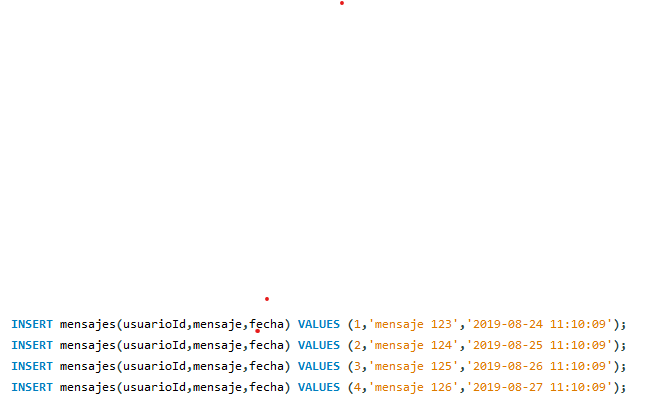 INSERT mensajes(usuarioId,mensaje,fecha) VALUES (1,'mensaje 123','2019-08-24 11:10:09');
INSERT mensajes(usuarioId,mensaje,fecha) VALUES (2,'mensaje 124','2019-08-25 11:10:09');
INSERT mensajes(usuarioId,mensaje,fecha) VALUES (3,'mensaje 125','2019-08-26 11:10:09');
INSERT mensajes(usuarioId,mensaje,fecha) VALUES (4,'mensaje 126','2019-08-27 11:10:09');